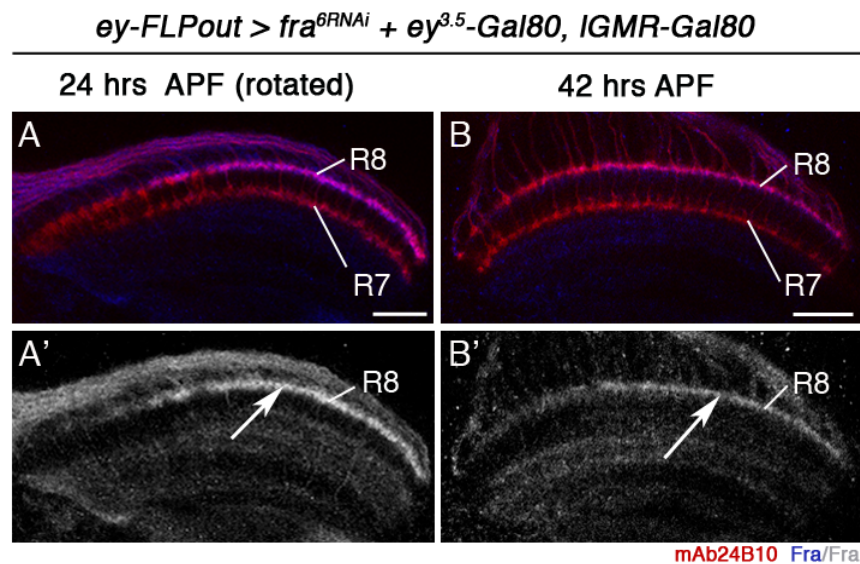 ey-FLPout > fra6RNAi + ey3.5-Gal80, lGMR-Gal80
24 hrs APF (rotated)
42 hrs APF
A
R8
R7
B
R8
R7
A’
R8
B’
R8
mAb24B10 Fra/Fra